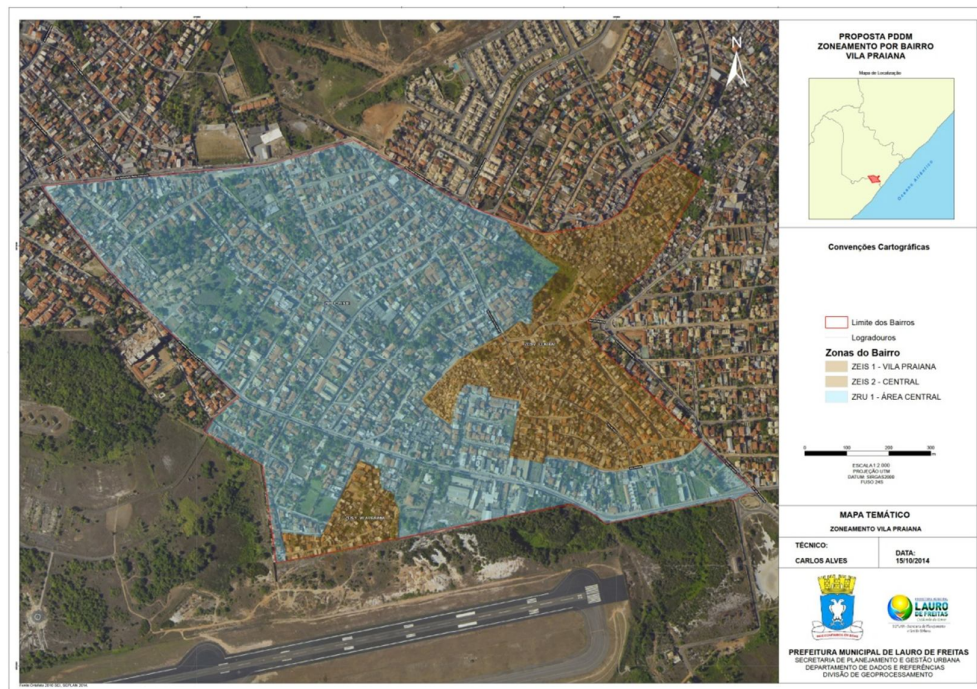 PROPOSTA PDDM
ZONEAMENTO POR BAIRRO
VILA PRAIANA
Mapa de Localização
Oceano Atlântico
N
Convenções Cartográficas
Limite dos Bairros
Logradouros
Zonas do Bairro
ZEIS 1 - VILA PRAIANA
ZEIS 2 - CENTRAL
ZRU 1 - ÁREA CENTRAL
0 100 200 300
m
ESCALA 1:2.000
PROJEÇÃO UTM
DATUM: SIRGAS2000
FUSO 24S
MAPA TEMÁTICO
ZONEAMENTO VILA PRAIANA
TÉCNICO:
CARLOS ALVES
DATA:
15/10/2014
LAURO
DE FREITAS
PREFEITURA MUNICIPAL DE LAURO DE FREITAS
SECRETARIA DE PLANEJAMENTO E GESTÃO URBANA
DEPARTAMENTO DE DADOS E REFERÊNCIAS
DIVISÃO DE GEOPROCESSAMENTO